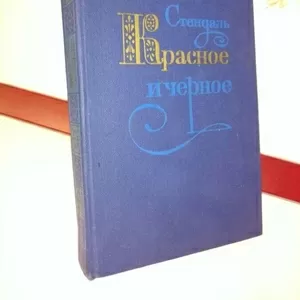 Стендаль
Красное
и черное